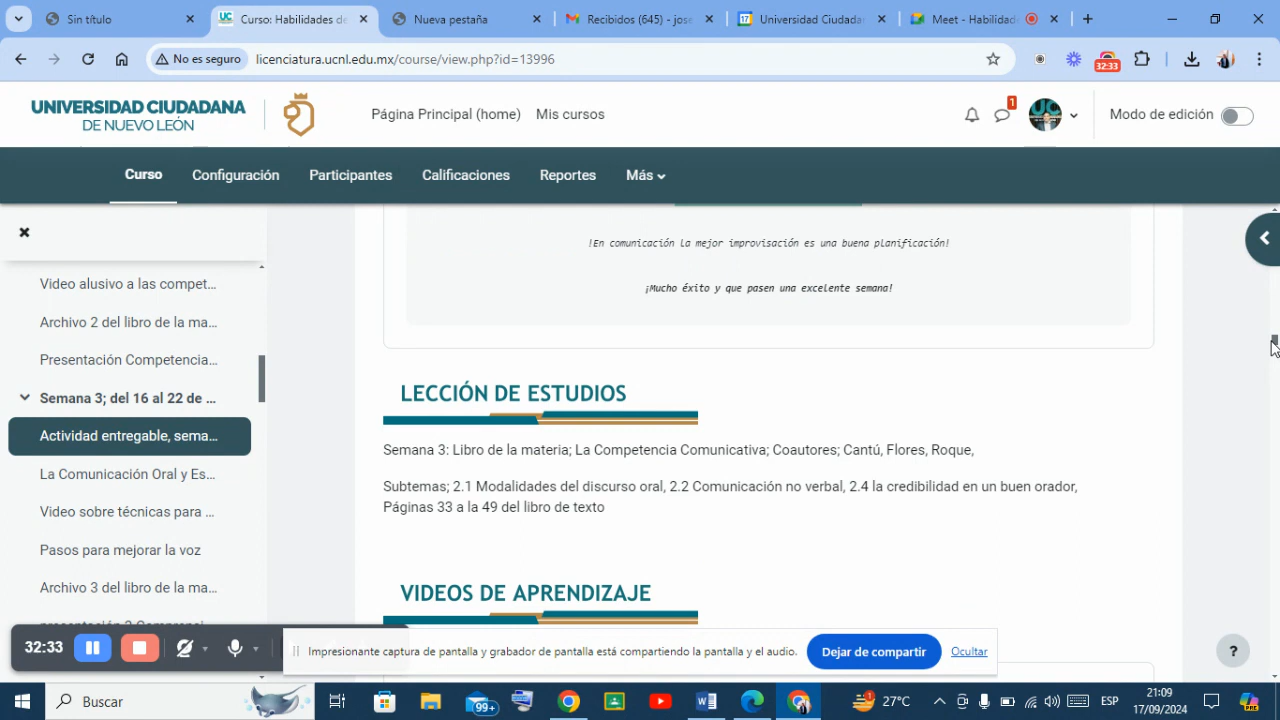 Sin título
Curso: Habilidades de
Nueva pestaña
Recibidos (645) - jose
Universidad Ciudada
Meet - Habilidad
No es seguro
licenciatura.ucnl.edu.mx/course/view.php?id=13996
32:33
UNIVERSIDAD CIUDADANA
DE NUEVO LEÓN
Página Principal (home)
Mis cursos
1
UC
Modo de edición
Curso
Configuración
Participantes
Calificaciones
Reportes
Más
Video alusivo a las compet...
Archivo 2 del libro de la ma...
Presentación Competencia...
Semana 3; del 16 al 22 de ...
Actividad entregable, sema...
La Comunicación Oral y Es...
Video sobre técnicas para ...
Pasos para mejorar la voz
Archivo 3 del libro de la ma...
!En comunicación la mejor improvisación es una buena planificación!
¡Mucho éxito y que pasen una excelente semana!
LECCIÓN DE ESTUDIOS
Semana 3: Libro de la materia; La Competencia Comunicativa; Coautores; Cantú, Flores, Roque,
Subtemas; 2.1 Modalidades del discurso oral, 2.2 Comunicación no verbal, 2.4 la credibilidad en un buen orador,
Páginas 33 a la 49 del libro de texto
VIDEOS DE APRENDIZAJE
32:33
Impresionante captura de pantalla y grabador de pantalla está compartiendo la pantalla y el audio.
Dejar de compartir
Ocultar
?
Buscar
99+
1
27°C
ESP
21:09
17/09/2024